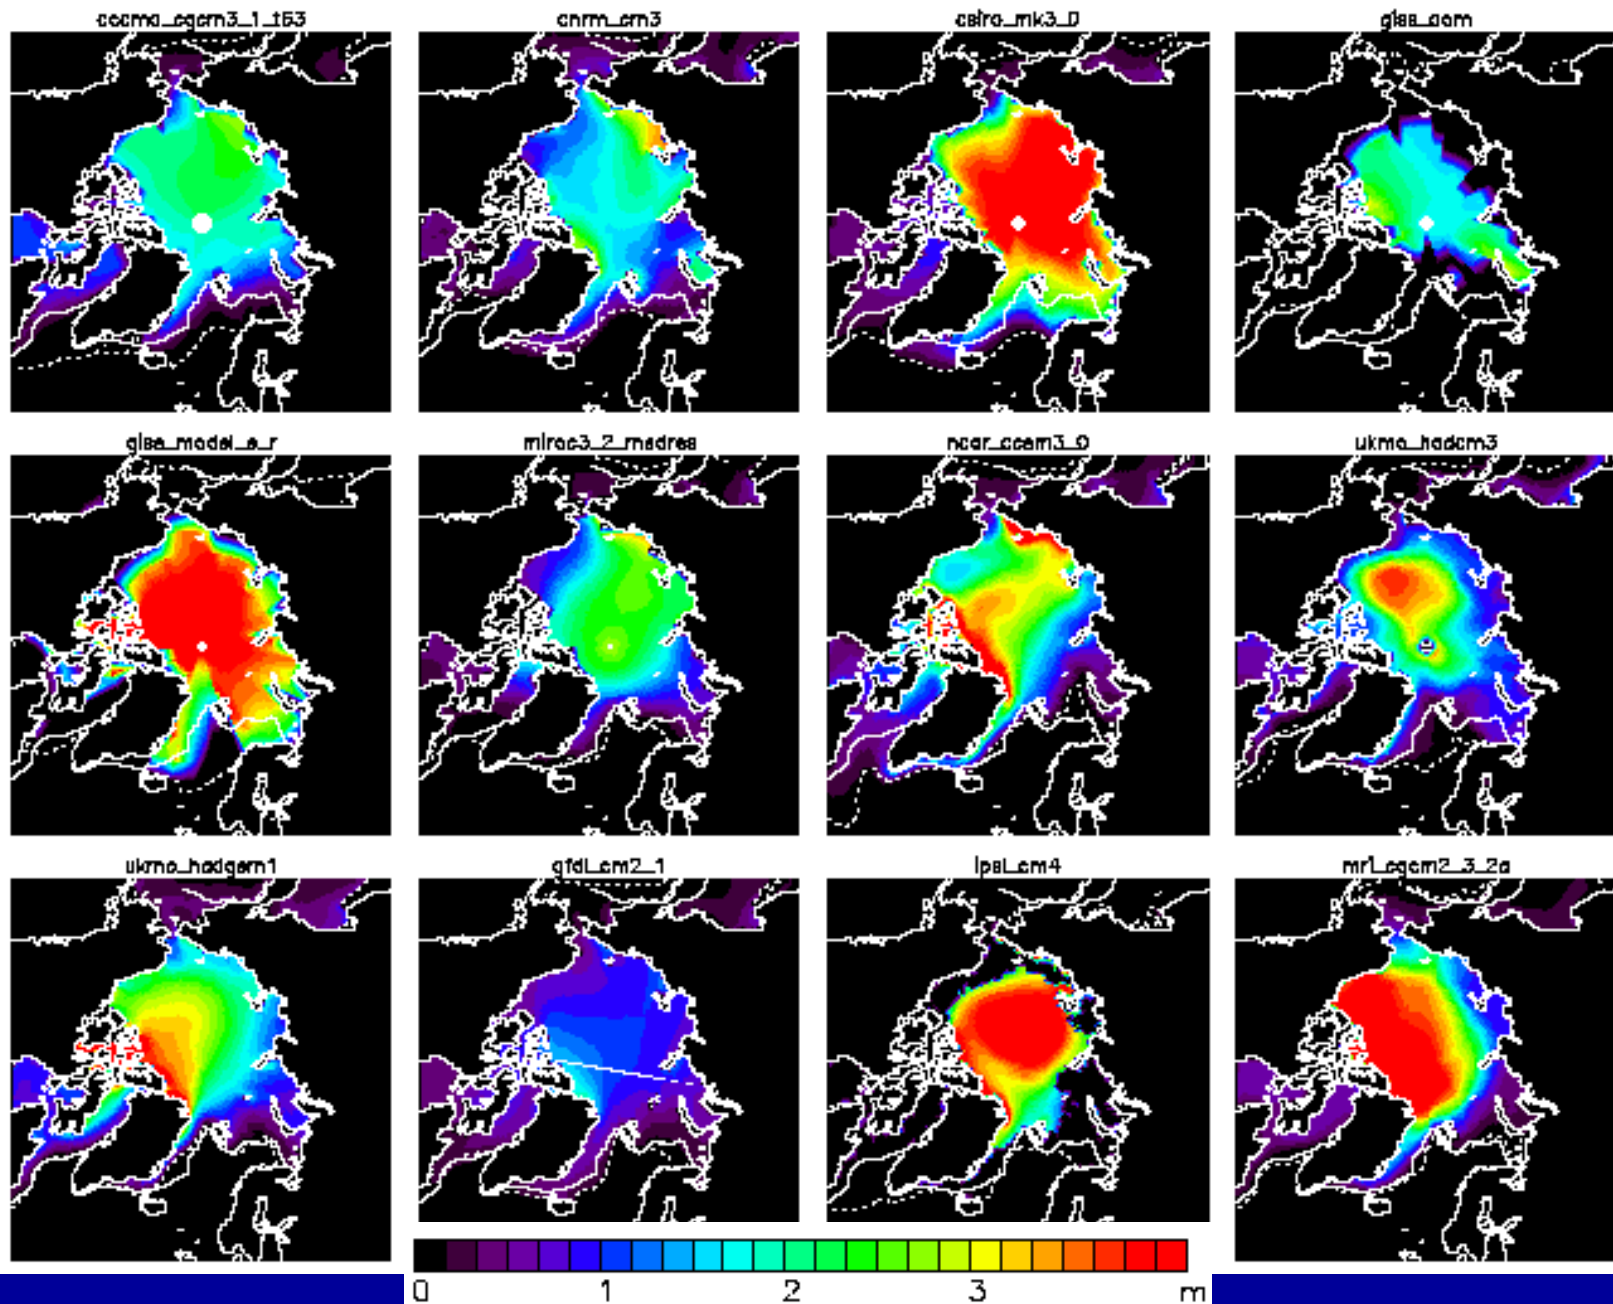 cccma_cgcm3_1_t63
cnrm_cm3
csiro_mk3_0
giss_aom
giss_model_e_r
miroc3_2_medres
ncar_ccsm3_0
ukmo_hadcm3
ukmo_hadgem1
gfdl_cm2_1
ipsl_cm4
mri_cgcm2_3_2a
0 1 2 3 m